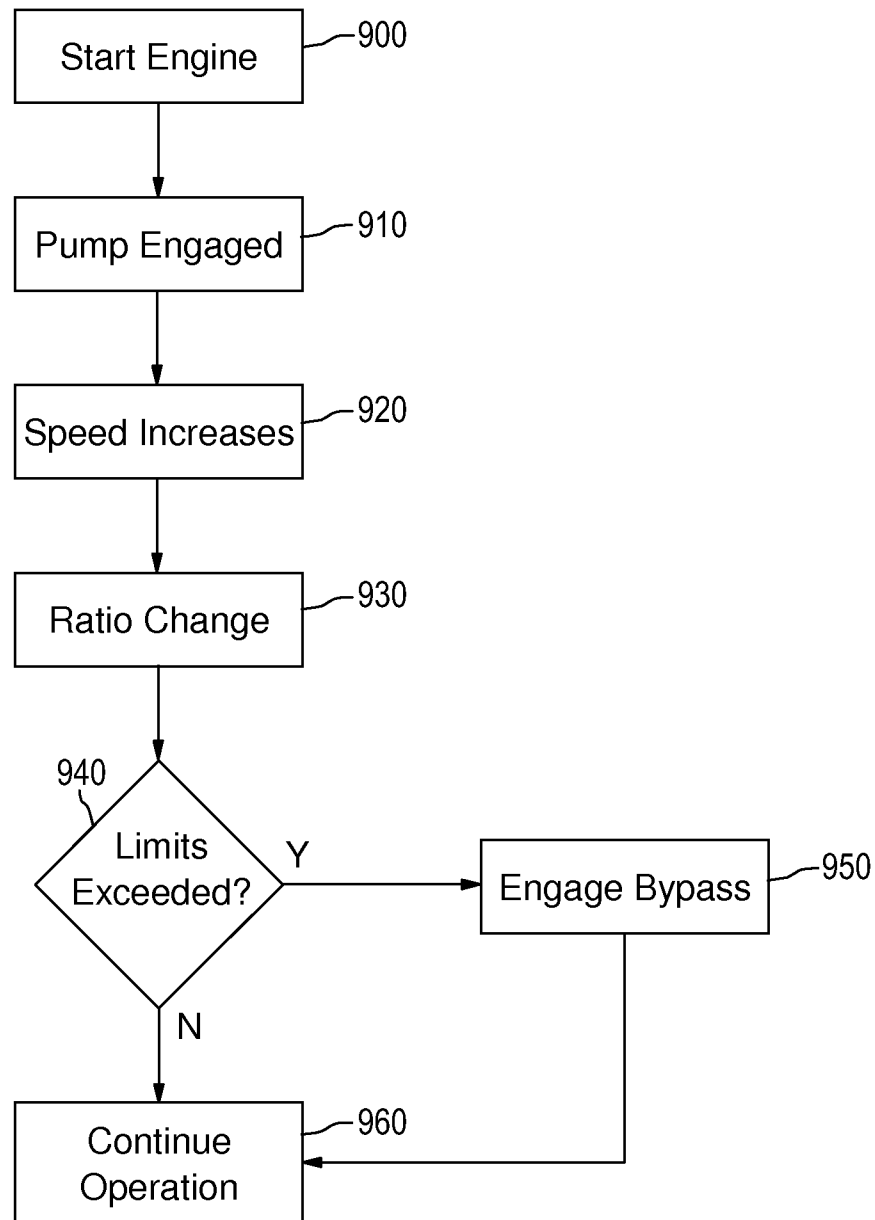 Start Engine
900
Pump Engaged
910
Speed Increases
920
Ratio Change
930
940
Limits
Exceeded?
Y
Engage Bypass
950
N
Continue
Operation
960